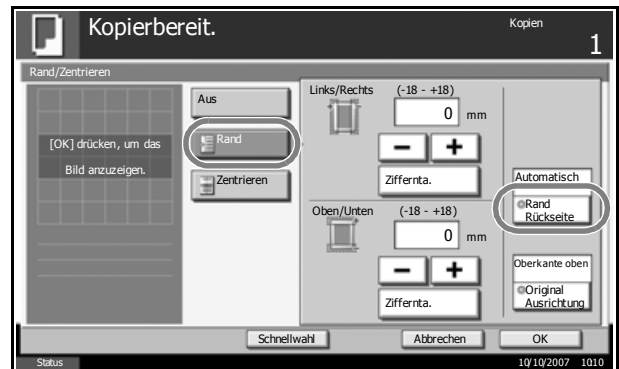 Kopierbereit.
Kopien
1
Rand/Zentrieren
[OK] drücken, um das
Bild anzuzeigen.
Aus
Rand
Zentrieren
Links/Rechts (-18 - +18)
0 mm
− +
Ziffernta.
Oben/Unten (-18 - +18)
0 mm
− +
Ziffernta.
Automatisch
Rand
Rückseite
Oberkante oben
Original
Ausrichtung
Schnellwahl Abbrechen OK
Status 10/10/2007 1010